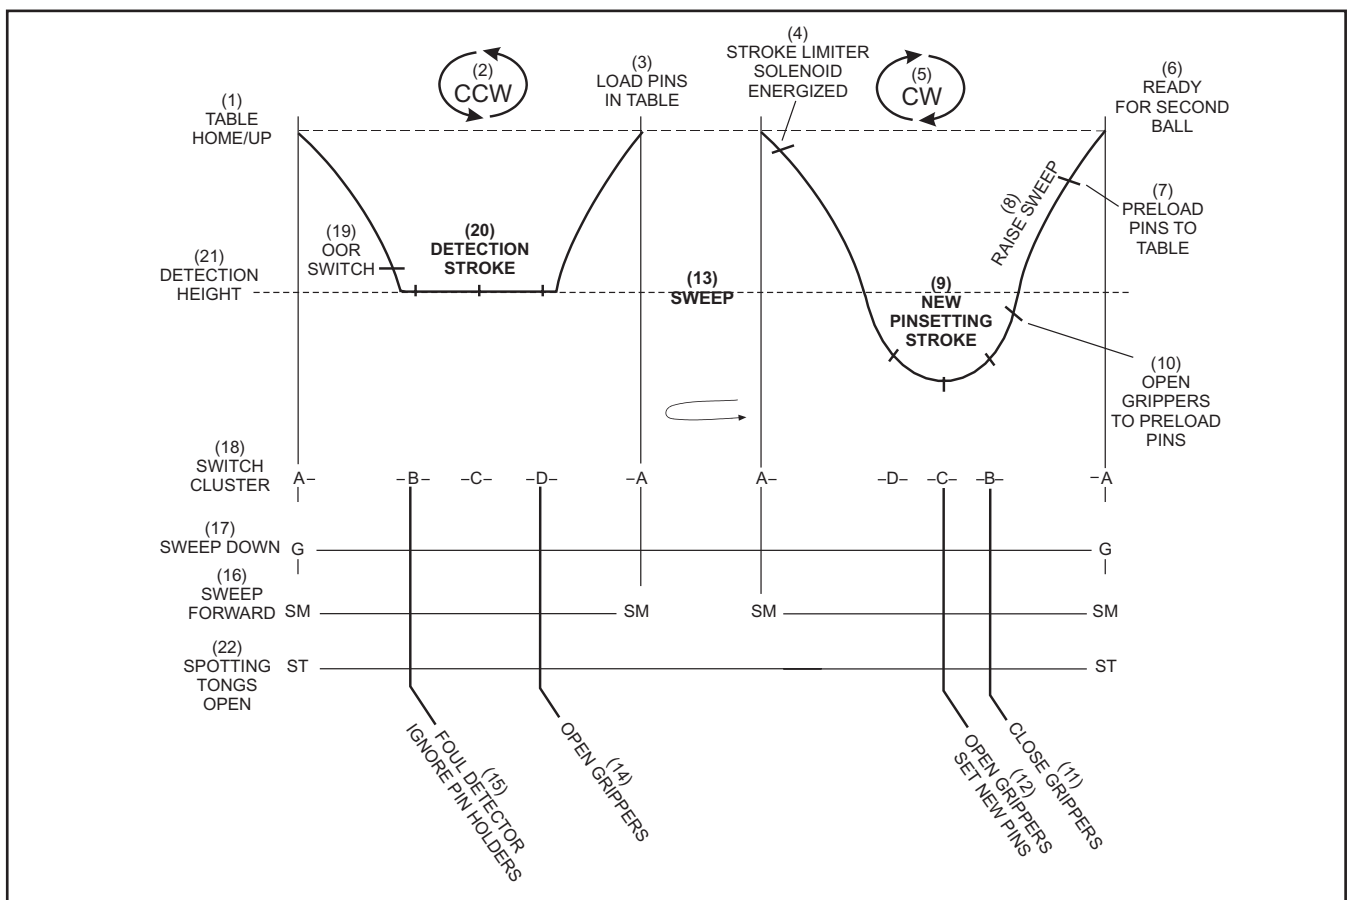 (1)
TABLE
HOME/UP
(2)
CCW
(3)
LOAD PINS
IN TABLE
(4)
STROKE LIMITER
SOLENOID
ENERGIZED
(5)
CW
(6)
READY
FOR SECOND
BALL
(7)
PRELOAD
PINS TO
TABLE
(8)
RAISE SWEEP
(19)
OOR
SWITCH
(20)
DETECTION
STROKE
(21)
DETECTION
HEIGHT
(13)
SWEEP
(9)
NEW
PINSETTING
STROKE
(10)
OPEN
GRIPPERS
TO PRELOAD
PINS
(18)
SWITCH
CLUSTER
A– –B– –C– –D– –A A– –D– –C– –B– –A
(17)
SWEEP DOWN G G
(16)
SWEEP
FORWARD SM SM SM SM
(22)
SPOTTING
TONGS
OPEN
ST ST
(15)
FOUL DETECTOR
IGNORE PIN HOLDERS
(14)
OPEN GRIPPERS
(12)
OPEN GRIPPERS
SET NEW PINS
(11)
CLOSE GRIPPERS